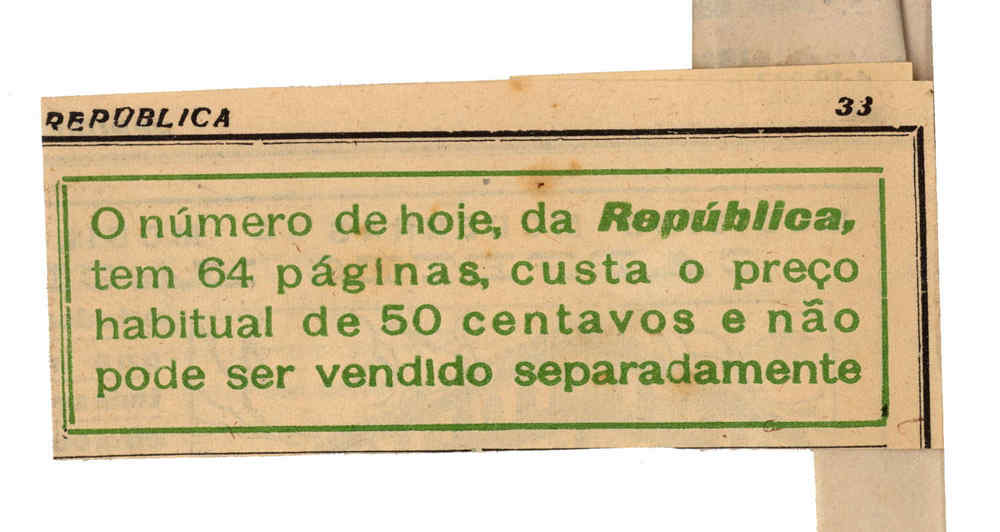 REPÚBLICA 33
O número de hoje, da República,
tem 64 páginas, custa o preço
habitual de 50 centavos e não
pode ser vendido separadamente